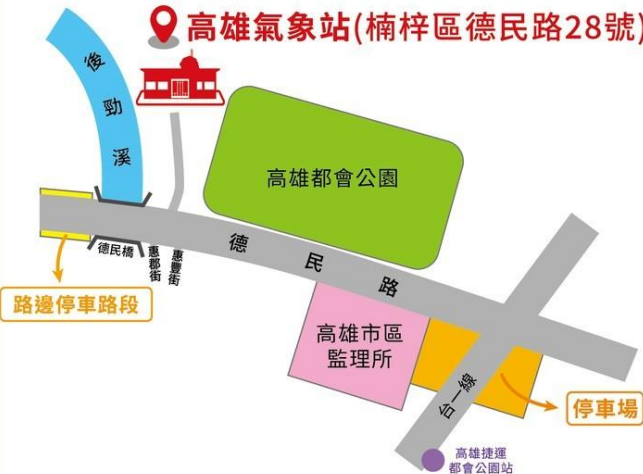 高雄氣象站(楠梓區德民路28號)
後勁溪
高雄都會公園
德民橋
惠郡街
惠豐街
德民路
路邊停車路段
高雄市區
監理所
台一線
停車場
高雄捷運
都會公園站